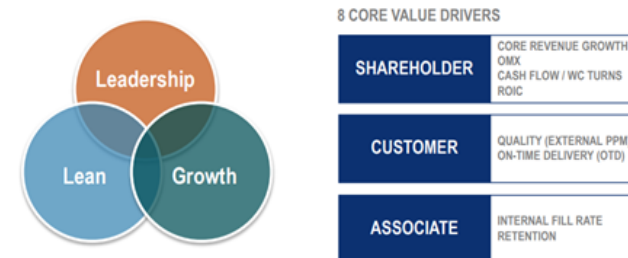 Leadership
Lean
Growth
8 CORE VALUE DRIVERS
SHAREHOLDER
CORE REVENUE GROWTH
OMX
CASH FLOW / WC TURNS
ROIC
CUSTOMER
QUALITY (EXTERNAL PPM
ON-TIME DELIVERY (OTD)
ASSOCIATE
INTERNAL FILL RATE
RETENTION